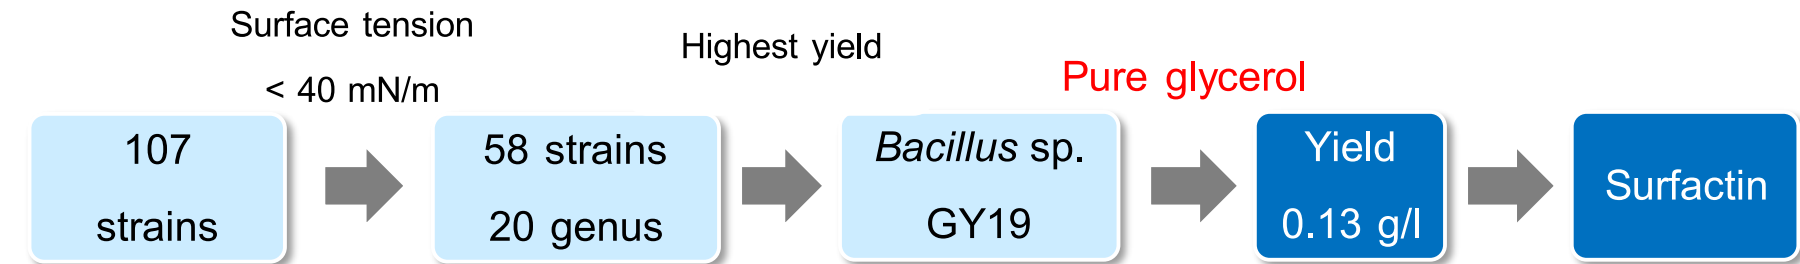 Surface tension
< 40 mN/m
Highest yield
Pure glycerol
107
strains
58 strains
20 genus
Bacillus sp.
GY19
Yield
0.13 g/l
Surfactin